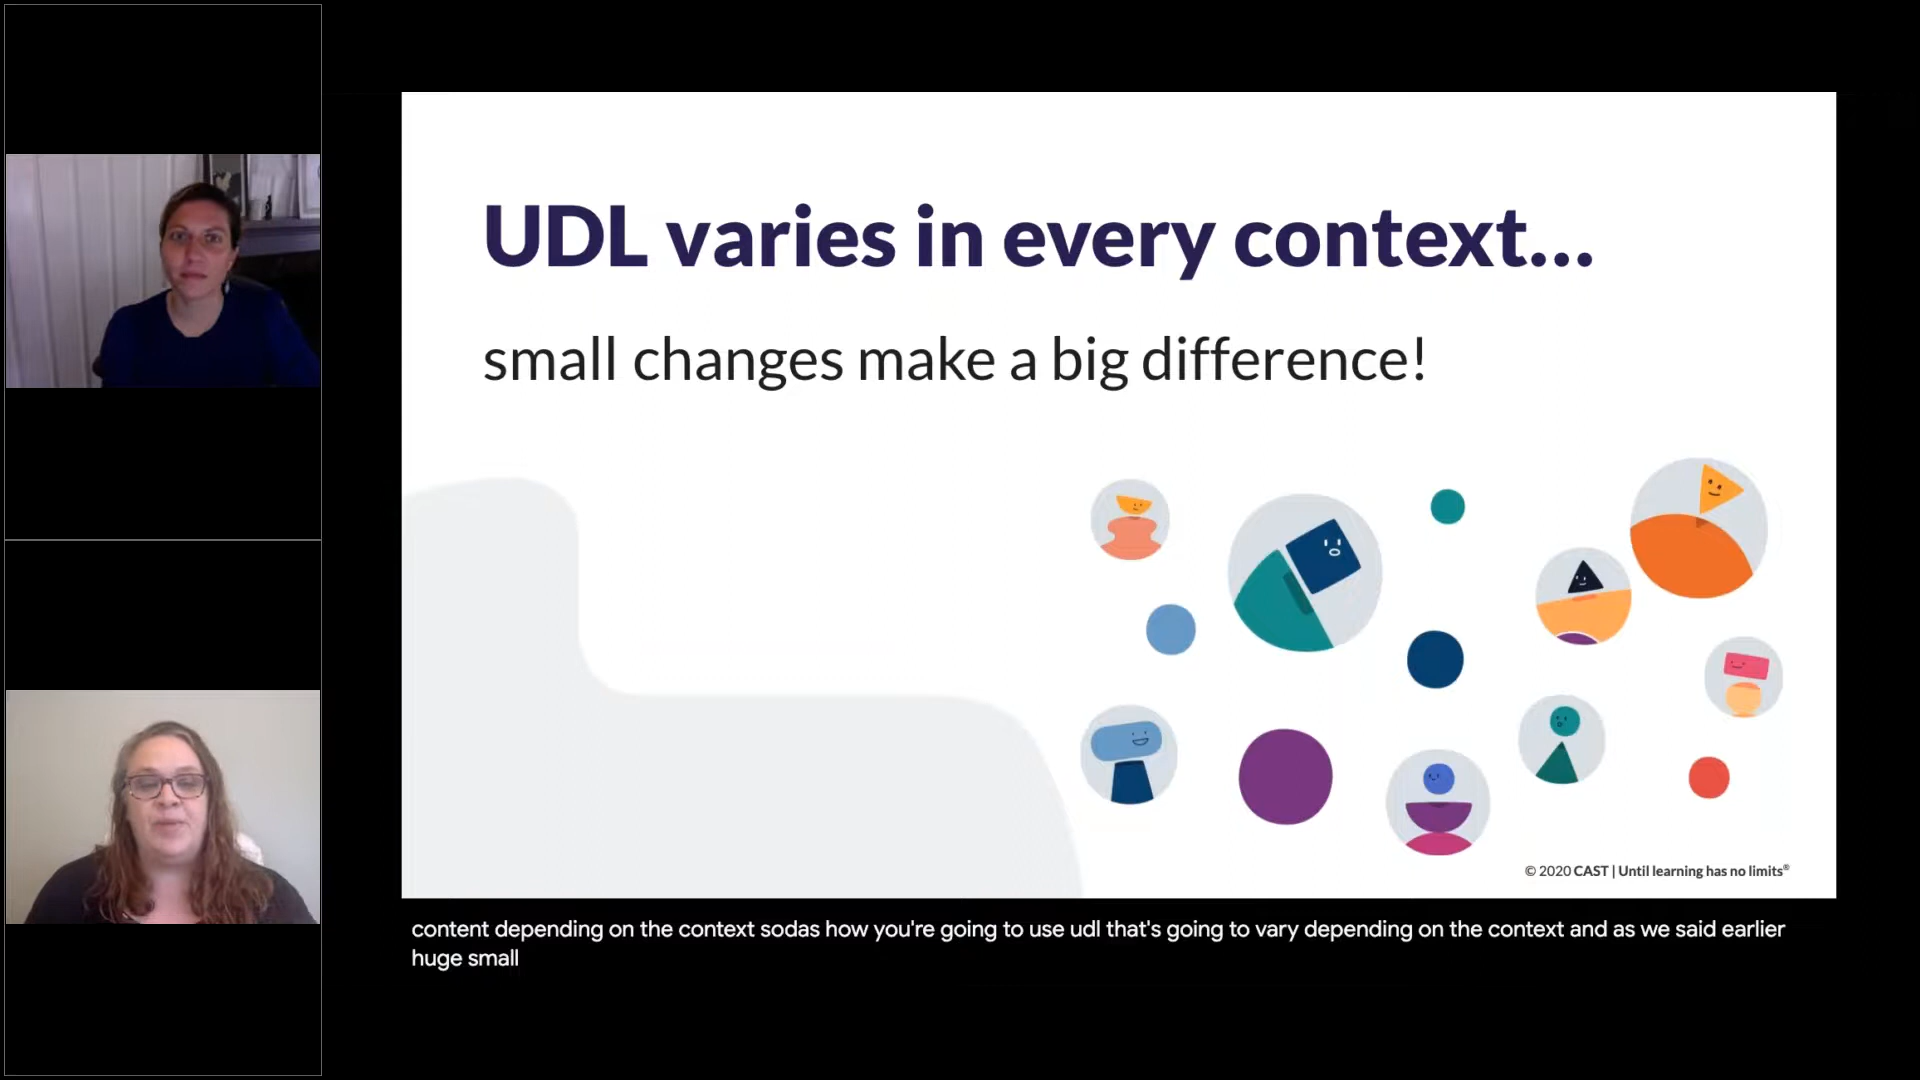 UDL varies in every context...
small changes make a big difference!
© 2020 CAST | Until learning has no limits®
content depending on the context sodas how you're going to use udl that's going to vary depending on the context and as we said earlier
huge small